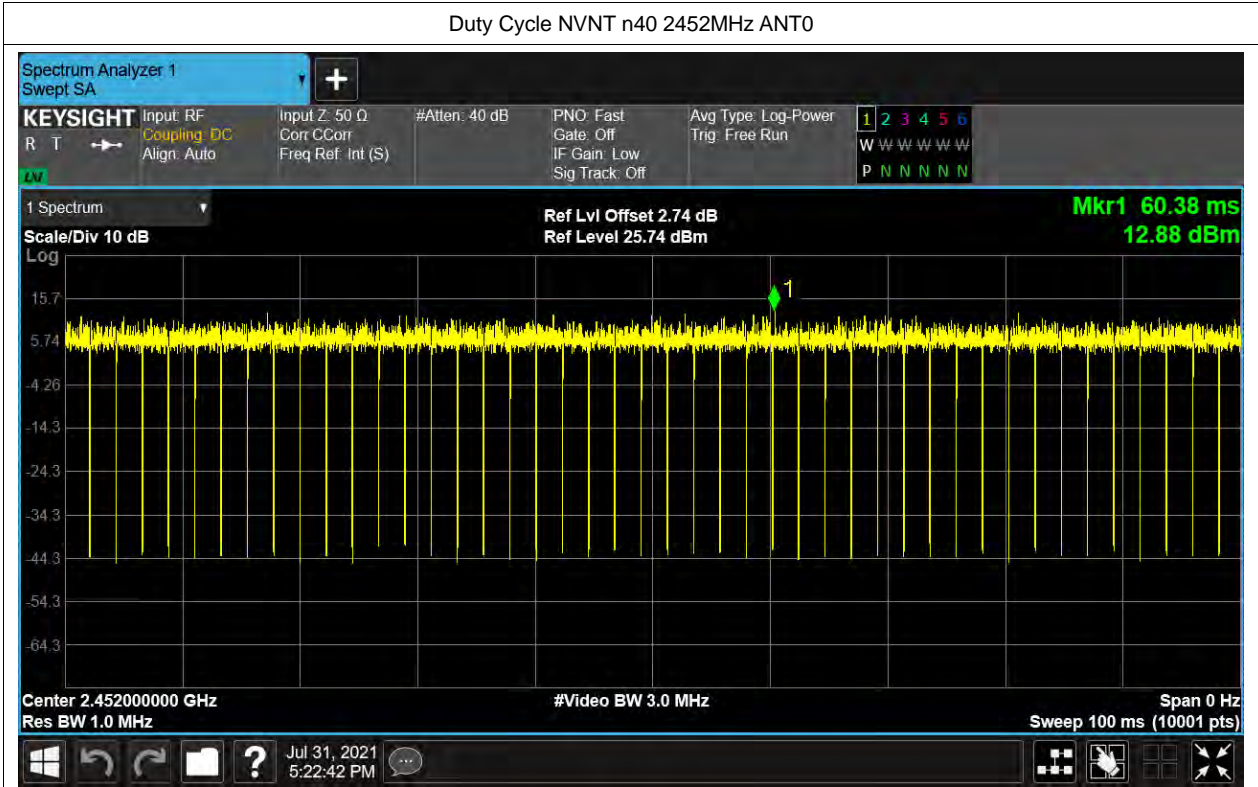 Duty Cycle NVNT n40 2452MHz ANT0
Spectrum Analyzer 1
Swept SA
+
KEYSIGHT Input: RF Input Z: 50 Ω #Atten: 40 dB PNO: Fast Avg Type: Log-Power 1 2 3 4 5 6
R T Coupling: DC Corr CCorr Gate: Off Trig: Free Run W W W W W W
Align: Auto Freq Ref: Int (S) IF Gain: Low
Sig Track: Off P N N N N N
1 Spectrum Ref Lvl Offset 2.74 dB Mkr1 60.38 ms
Scale/Div 10 dB Ref Level 25.74 dBm 12.88 dBm
Log
1
15.7
5.74
-4.26
-14.3
-24.3
-34.3
-44.3
-54.3
-64.3
Center 2.452000000 GHz #Video BW 3.0 MHz Span 0 Hz
Res BW 1.0 MHz Sweep 100 ms (10001 pts)
? Jul 31, 2021
5:22:42 PM